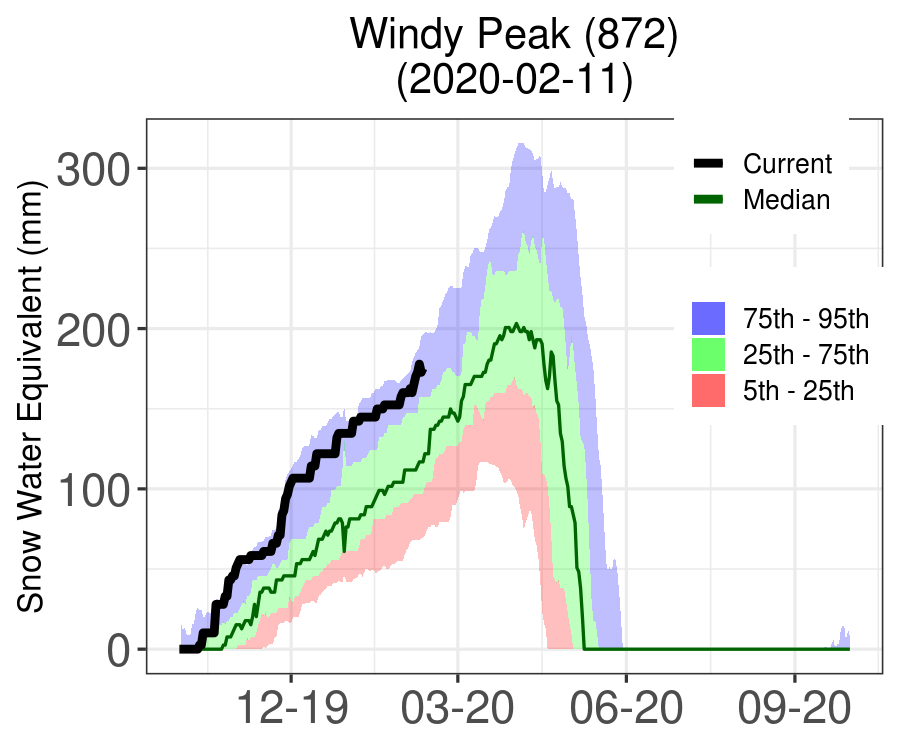 Windy Peak (872)
(2020-02-11)
Snow Water Equivalent (mm)
300
200
100
0
12-19
03-20
06-20
09-20
Current
Median
75th - 95th
25th - 75th
5th - 25th